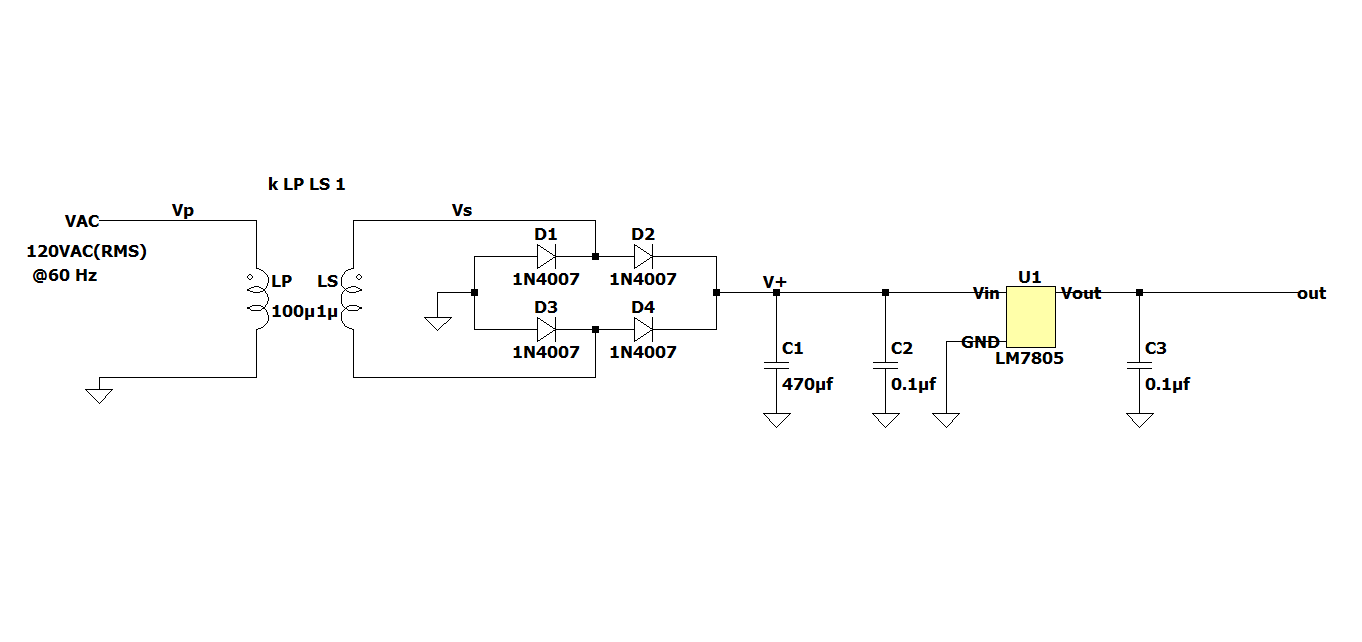 k LP LS 1
VAC
Vp
120VAC(RMS)
@60 Hz
LP
100µ
LS
1µ
Vs
D1
1N4007
D2
1N4007
D3
1N4007
D4
1N4007
V+
C1
470µf
C2
0.1µf
U1
Vin
Vout
GND
LM7805
C3
0.1µf
out